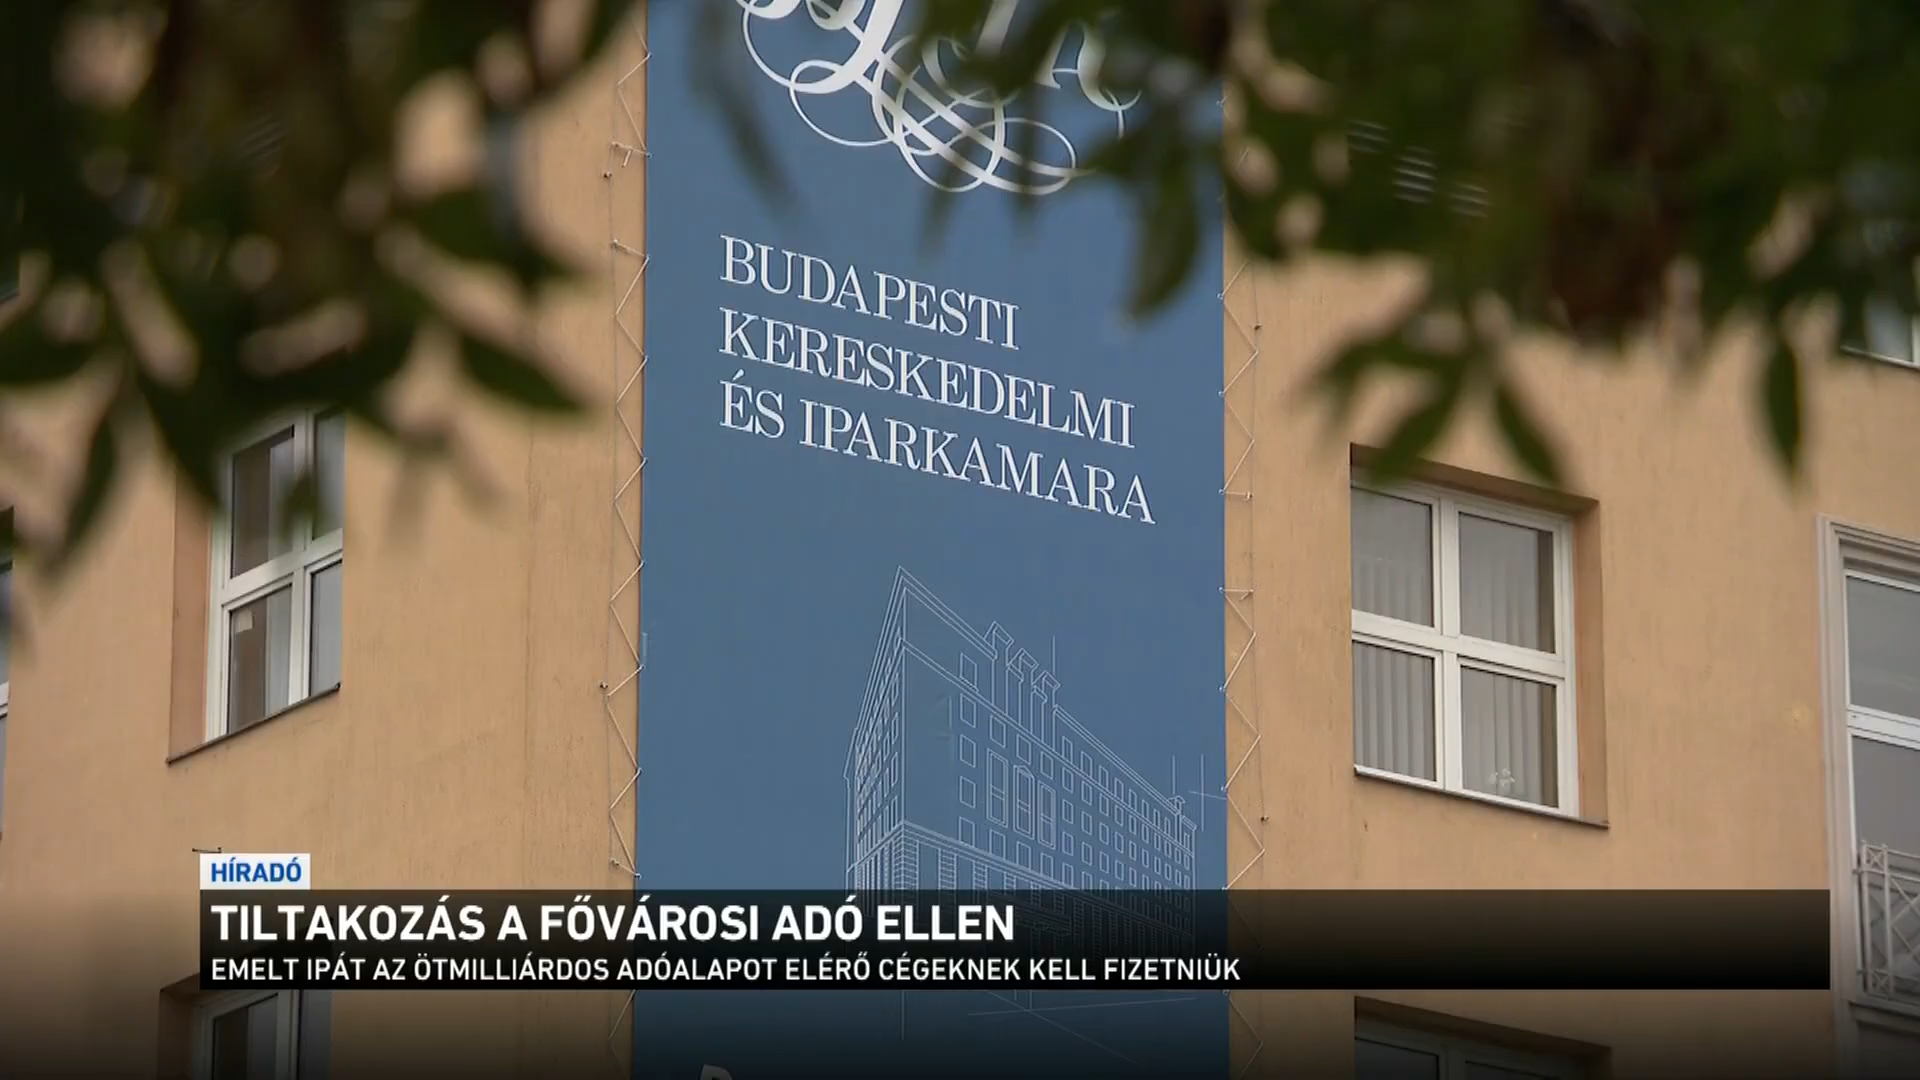 BUDAPESTI
KERESKEDELMI
ÉS IPARKAMARA
HÍRADÓ
TILTAKOZÁS A FŐVÁROSI ADÓ ELLEN
EMELT IPÁT AZ ÖTMILLIÁRDOS ADÓALAPOT ELÉRŐ CÉGEKNEK KELL FIZETNIÜK